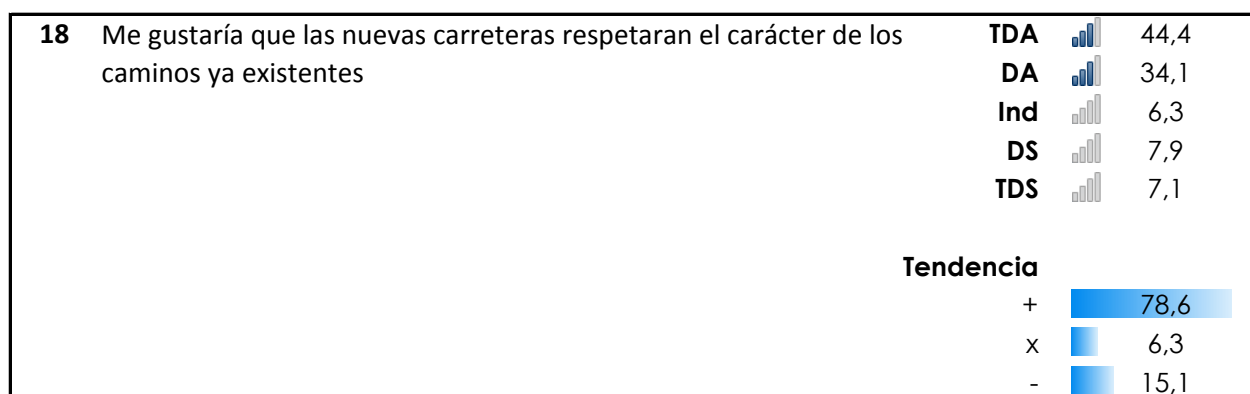 18 Me gustaría que las nuevas carreteras respetaran el carácter de los TDA 44,4
caminos ya existentes DA 34,1
Ind 6,3
DS 7,9
TDS 7,1
Tendencia
+ 78,6
x 6,3
- 15,1